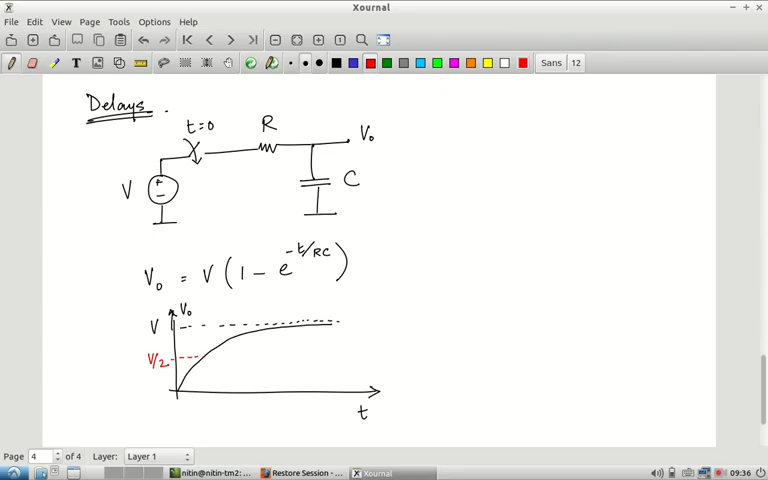 Xournal
File Edit View Page Tools Options Help
Sans 12
Delays .
t=0
R
V₀
+
−
V
C
V₀ = V (1 − e^(−t/RC))
V₀
V
V/2
t
Page 4 of 4 Layer: Layer 1
nitin@nitin-tm2: ... Restore Session - ... Xournal 09:36